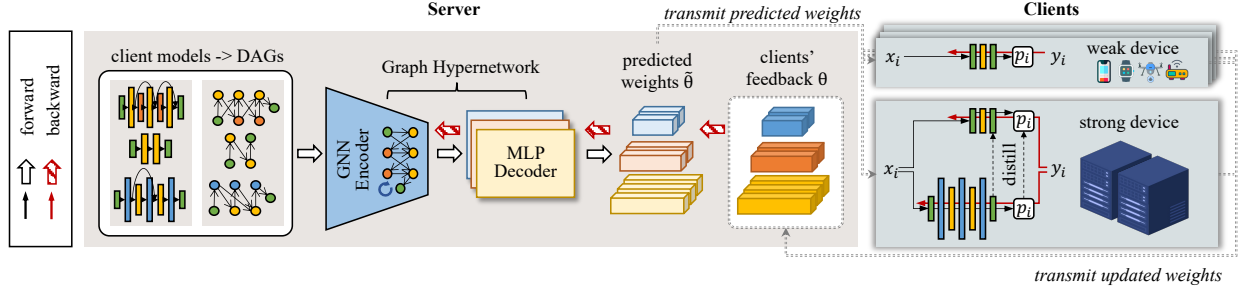 Server
transmit predicted weights
Clients
forward
backward
client models -> DAGs
Graph Hypernetwork
GNN
Encoder
MLP
Decoder
predicted
weights θ̃
clients'
feedback θ
x_i
p_i
y_i
weak device
x_i
p_i
distill
p_i
y_i
strong device
transmit updated weights